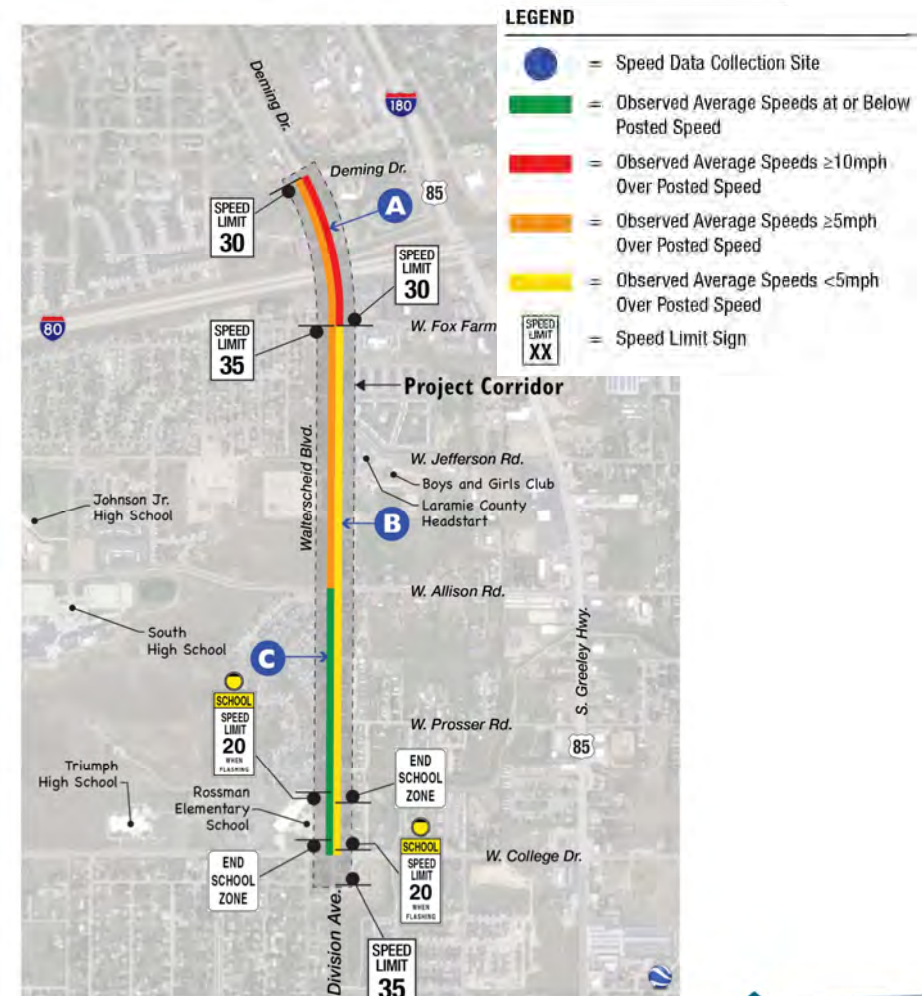 LEGEND
= Speed Data Collection Site
= Observed Average Speeds at or Below
Posted Speed
= Observed Average Speeds ≥10mph
Over Posted Speed
= Observed Average Speeds ≥5mph
Over Posted Speed
= Observed Average Speeds <5mph
Over Posted Speed
SPEED
LIMIT
XX
= Speed Limit Sign
Deming Dr.
180
Deming Dr.
A
85
SPEED
LIMIT
30
SPEED
LIMIT
30
80
W. Fox Farm
SPEED
LIMIT
35
Project Corridor
Walterscheid Blvd.
W. Jefferson Rd.
Boys and Girls Club
Laramie County
Headstart
Johnson Jr.
High School
B
W. Allison Rd.
South
High School
C
S. Greeley Hwy.
SCHOOL
SPEED
LIMIT
20
WHEN
FLASHING
W. Prosser Rd.
85
Triumph
High School
END
SCHOOL
ZONE
Rossman
Elementary
School
SCHOOL
SPEED
LIMIT
20
WHEN
FLASHING
W. College Dr.
END
SCHOOL
ZONE
Division Ave.
SPEED
LIMIT
35